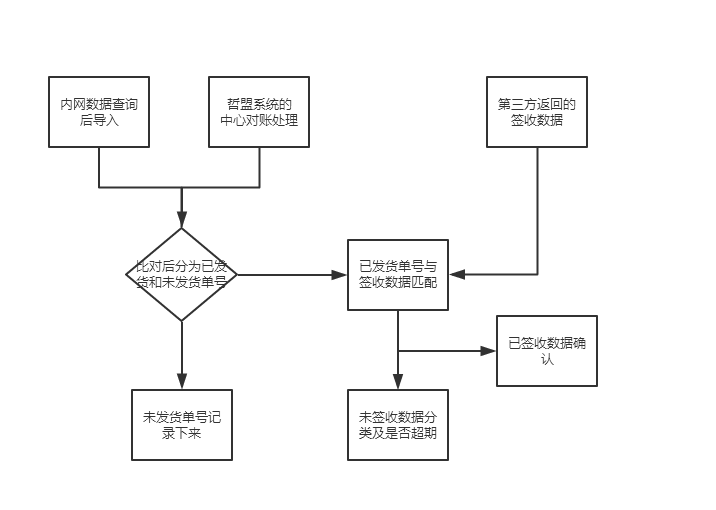 内网数据查询
后导入
哲盟系统的
中心对账处理
第三方返回的
签收数据
比对后分为已发
货和未发货单号
已发货单号与
签收数据匹配
已签收数据确
认
未发货单号记
录下来
未签收数据分
类及是否超期